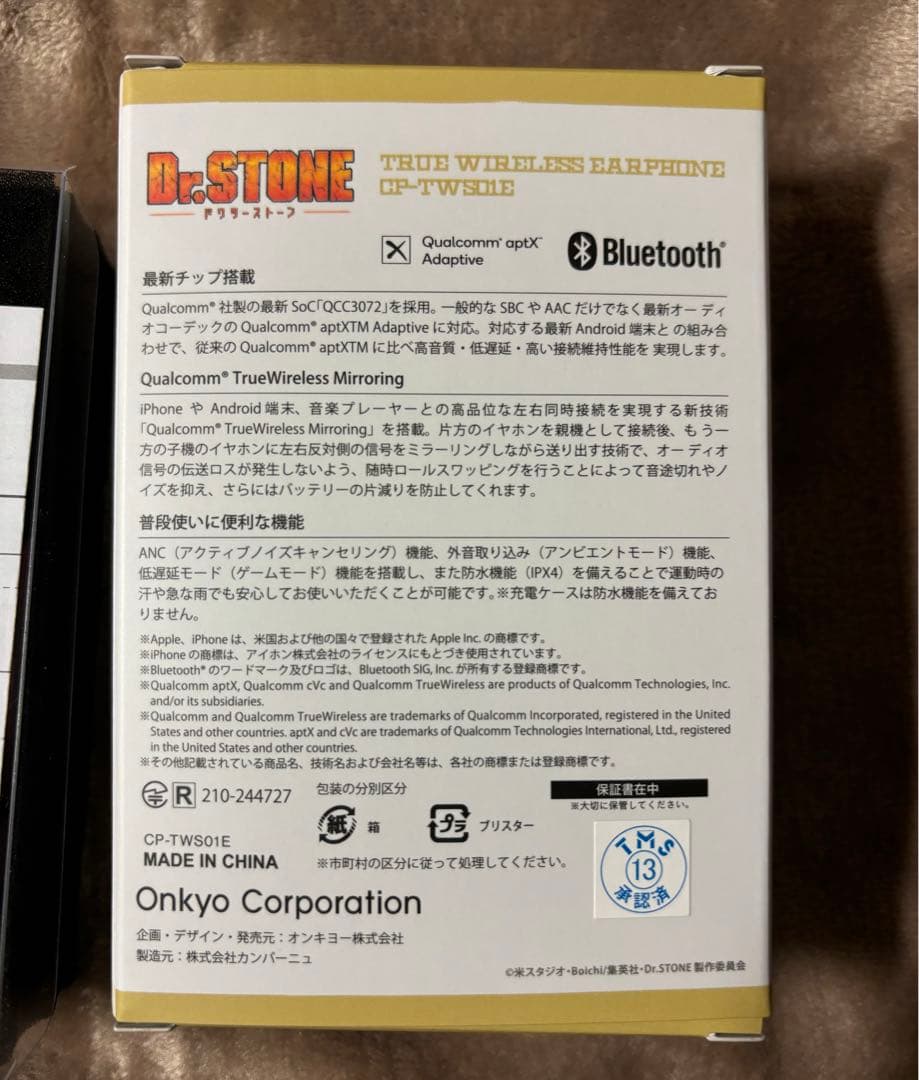 Dr.STONE
ドクターストーン
TRUE WIRELESS EARPHONE
CP-TWS01E
Qualcomm® aptX™
Adaptive
Bluetooth®
最新チップ搭載
Qualcomm® 社製の最新 SoC「QCC3072」を採用。一般的な SBC や AAC だけでなく最新オー ディ
オコーデックの Qualcomm® aptXTM Adaptive に対応。対応する最新 Android 端末と の組み合
わせで、従来の Qualcomm® aptXTM に比べ高音質・低遅延・高い接続維持性能を 実現します。
Qualcomm® TrueWireless Mirroring
iPhone や Android 端末、音楽プレーヤーとの高品位な左右同時接続を実現する新技術
「Qualcomm® TrueWireless Mirroring」を搭載。片方のイヤホンを親機として接続後、も う一
方の子機のイヤホンに左右反対側の信号をミラーリングしながら送り出す技術で、オー ディオ
信号の伝送ロスが発生しないよう、随時ロールスワッピングを行うことによって音途切れやノ
イズを抑え、さらにはバッテリーの片減りを防止してくれます。
普段使いに便利な機能
ANC（アクティブノイズキャンセリング）機能、外音取り込み（アンビエントモード）機能、
低遅延モード（ゲームモード）機能を搭載し、また防水機能（IPX4）を備えることで運動時の
汗や急な雨でも安心してお使いいただくことが可能です。※充電ケースは防水機能を備えてお
りません。
※Apple、iPhone は、米国および他の国々で登録された Apple Inc. の商標です。
※iPhone の商標は、アイホン株式会社のライセンスにもとづき使用されています。
※Bluetooth® のワードマーク及びロゴは、Bluetooth SIG, Inc. が所有する登録商標です。
※Qualcomm aptX, Qualcomm cVc and Qualcomm TrueWireless are products of Qualcomm Technologies, Inc.
and/or its subsidiaries.
※Qualcomm and Qualcomm TrueWireless are trademarks of Qualcomm Incorporated, registered in the United
States and other countries. aptX and cVc are trademarks of Qualcomm Technologies International, Ltd., registered
in the United States and other countries.
※その他記載されている商品名、技術名および会社名等は、各社の商標または登録商標です。
R 210-244727
包装の分別区分
紙 箱
プラ ブリスター
※市町村の区分に従って処理してください。
保証書在中
※大切に保管してください。
TMS
13
承認済
CP-TWS01E
MADE IN CHINA
Onkyo Corporation
企画・デザイン・発売元：オンキヨー株式会社
製造元：株式会社カンパーニュ
©米スタジオ・Boichi/集英社・Dr.STONE 製作委員会